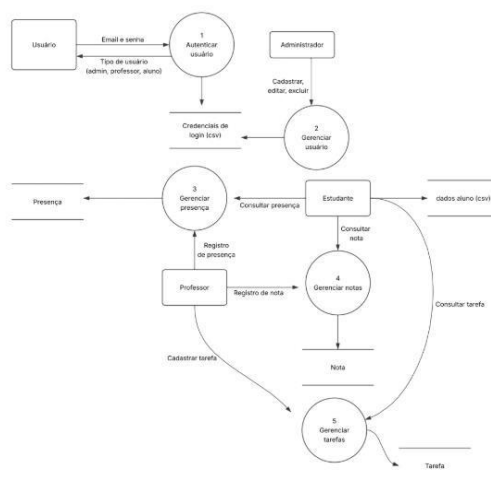 Usuário
Email e senha
Tipo de usuário
(admin, professor, aluno)
1
Autenticar
usuário
Administrador
Cadastrar,
editar, excluir
Credenciais de
login (csv)
2
Gerenciar
usuário
Presença
3
Gerenciar
presença
Consultar presença
Estudante
dados aluno (csv)
Registro
de presença
Consultar
nota
Professor
Registro de nota
4
Gerenciar notas
Consultar tarefa
Cadastrar tarefa
Nota
5
Gerenciar
tarefas
Tarefa